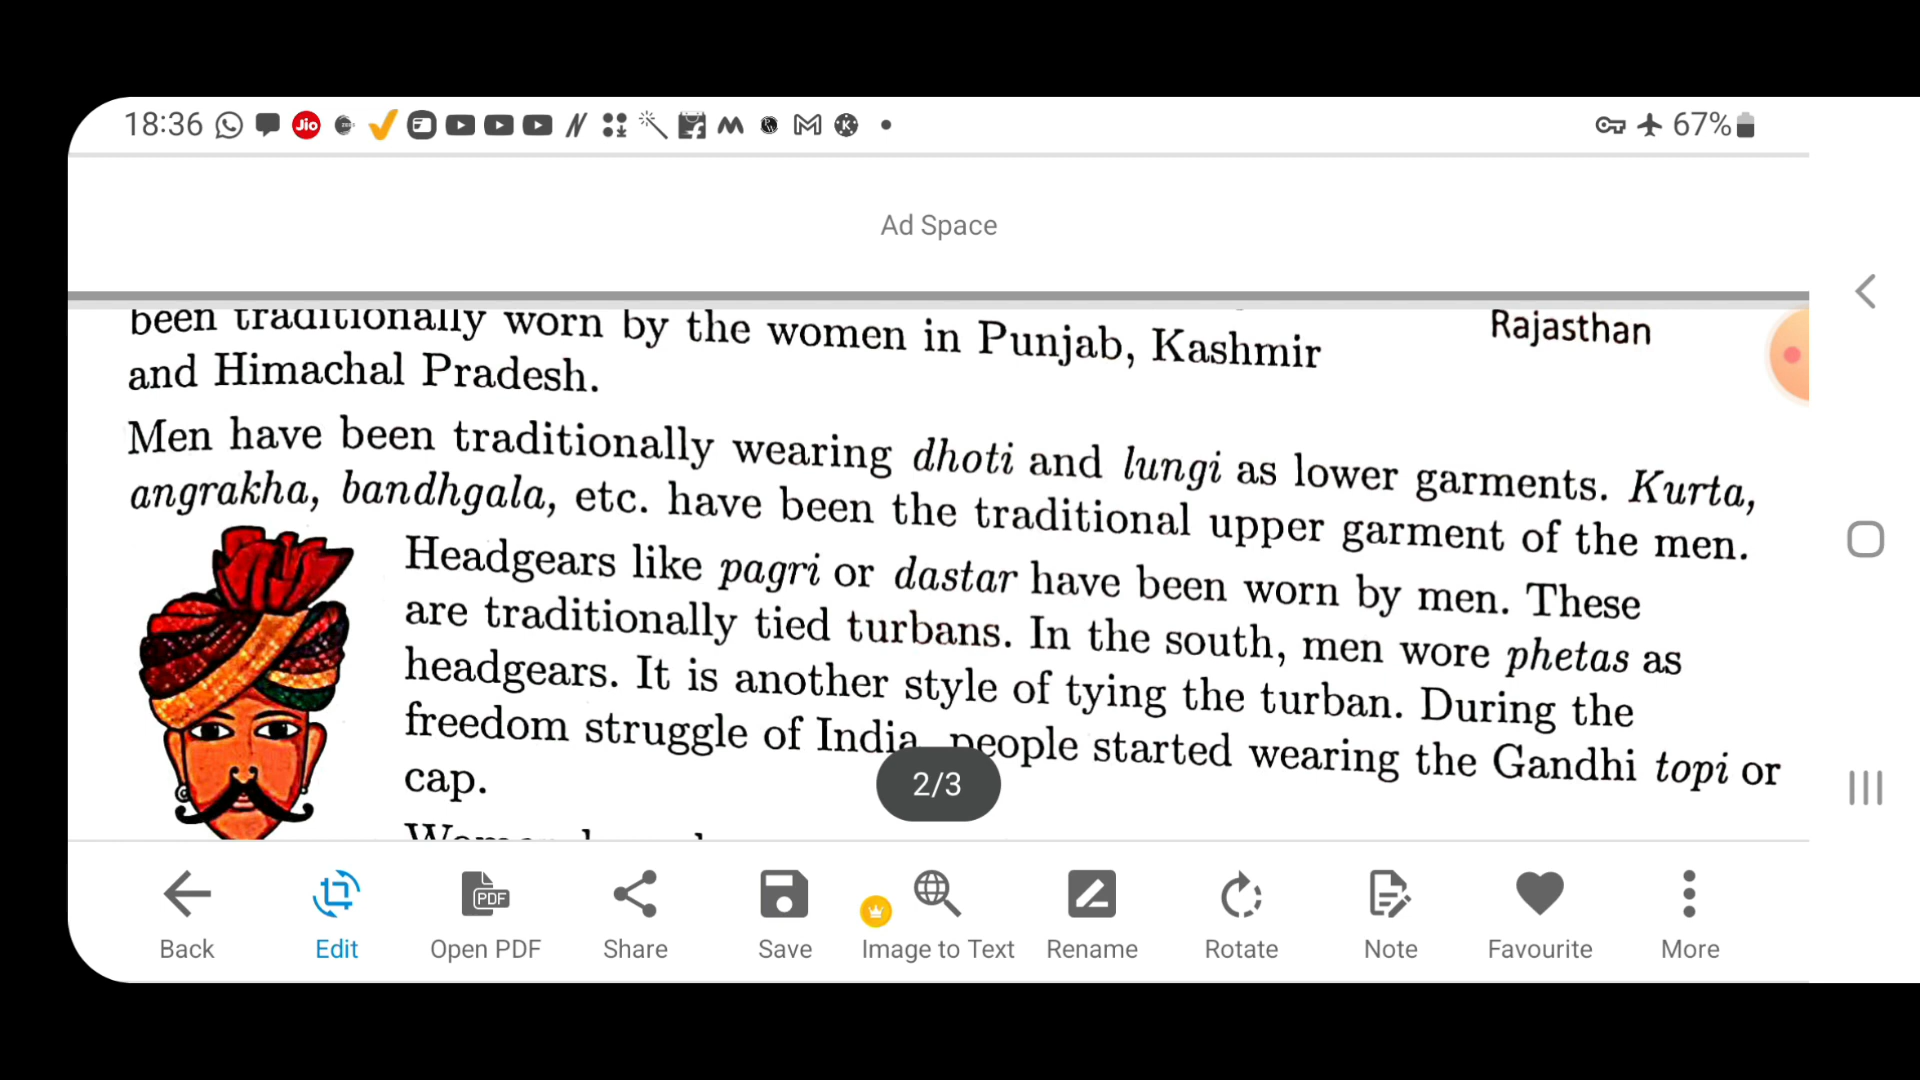 18:36
Jio
67%
Ad Space
been traditionally worn by the women in Punjab, Kashmir
and Himachal Pradesh.
Rajasthan
Men have been traditionally wearing dhoti and lungi as lower garments. Kurta,
angrakha, bandhgala, etc. have been the traditional upper garment of the men.
Headgears like pagri or dastar have been worn by men. These
are traditionally tied turbans. In the south, men wore phetas as
headgears. It is another style of tying the turban. During the
freedom struggle of India, people started wearing the Gandhi topi or
cap.
2/3
Back
Edit
PDF
Open PDF
Share
Save
Image to Text
Rename
Rotate
Note
Favourite
More